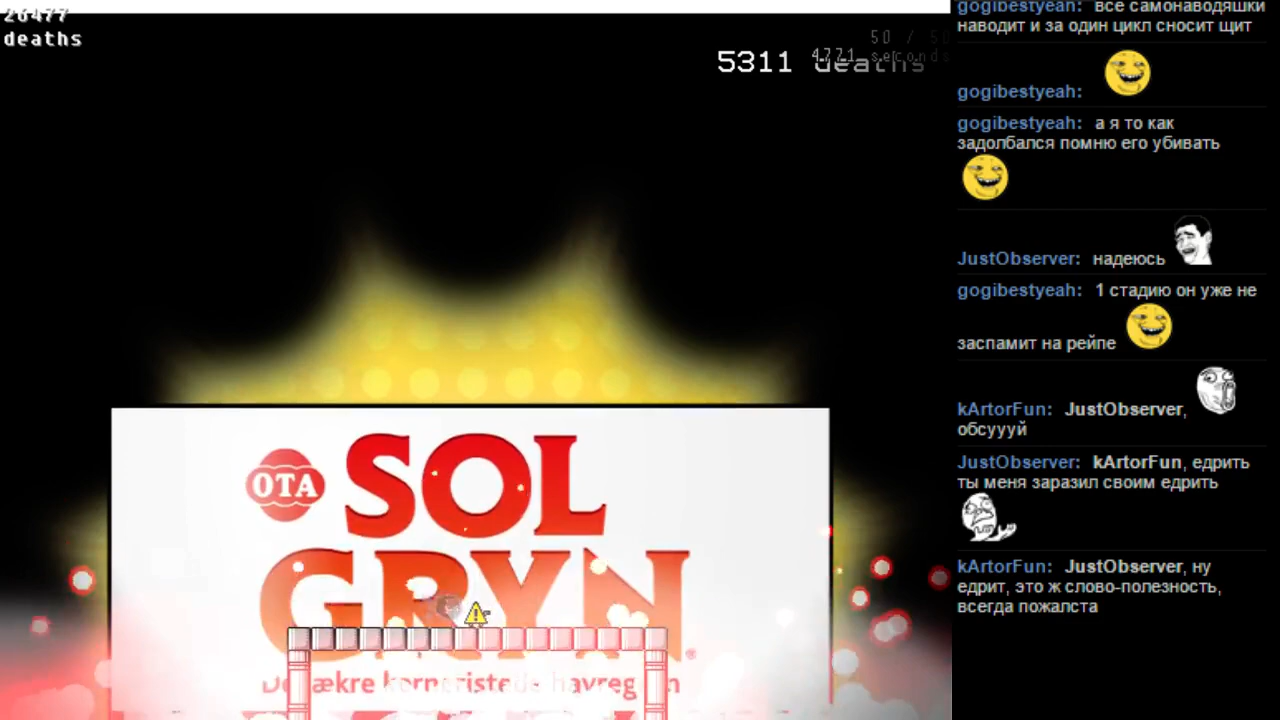 26477
deaths
50 / 50
4771 seconds
5311 deaths
OTA
SOL
GRYN
gogibestyeah: все самонаводяшки
наводит и за один цикл сносит щит
gogibestyeah:
gogibestyeah: а я то как
задолбался помню его убивать
JustObserver: надеюсь
gogibestyeah: 1 стадию он уже не
заспамит на рейпе
kArtorFun: JustObserver,
обсуууй
JustObserver: kArtorFun, едрить
ты меня заразил своим едрить
kArtorFun: JustObserver, ну
едрит, это ж слово-полезность,
всегда пожалста